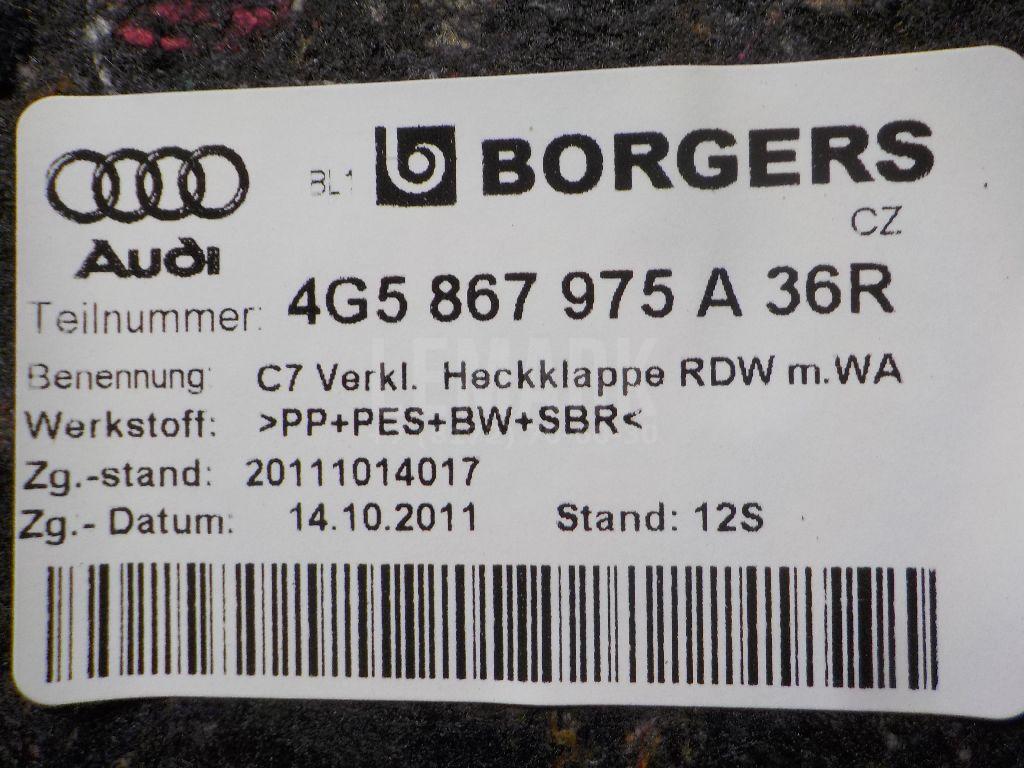 BL1 BORGERS
CZ
Audi
Teilnummer: 4G5 867 975 A 36R
Benennung: C7 Verkl. Heckklappe RDW m.WA
Werkstoff: >PP+PES+BW+SBR<
Zg.-stand: 20111014017
Zg.- Datum: 14.10.2011 Stand: 12S
LEMARK